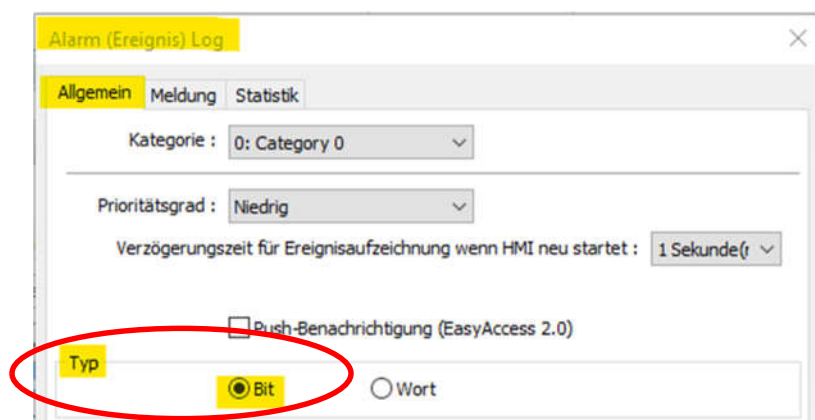 Alarm (Ereignis) Log
Allgemein Meldung Statistik
Kategorie : 0: Category 0
Prioritätsgrad : Niedrig
Verzögerungszeit für Ereignisaufzeichnung wenn HMI neu startet : 1 Sekunde(r
Push-Benachrichtigung (EasyAccess 2.0)
Typ
Bit Wort